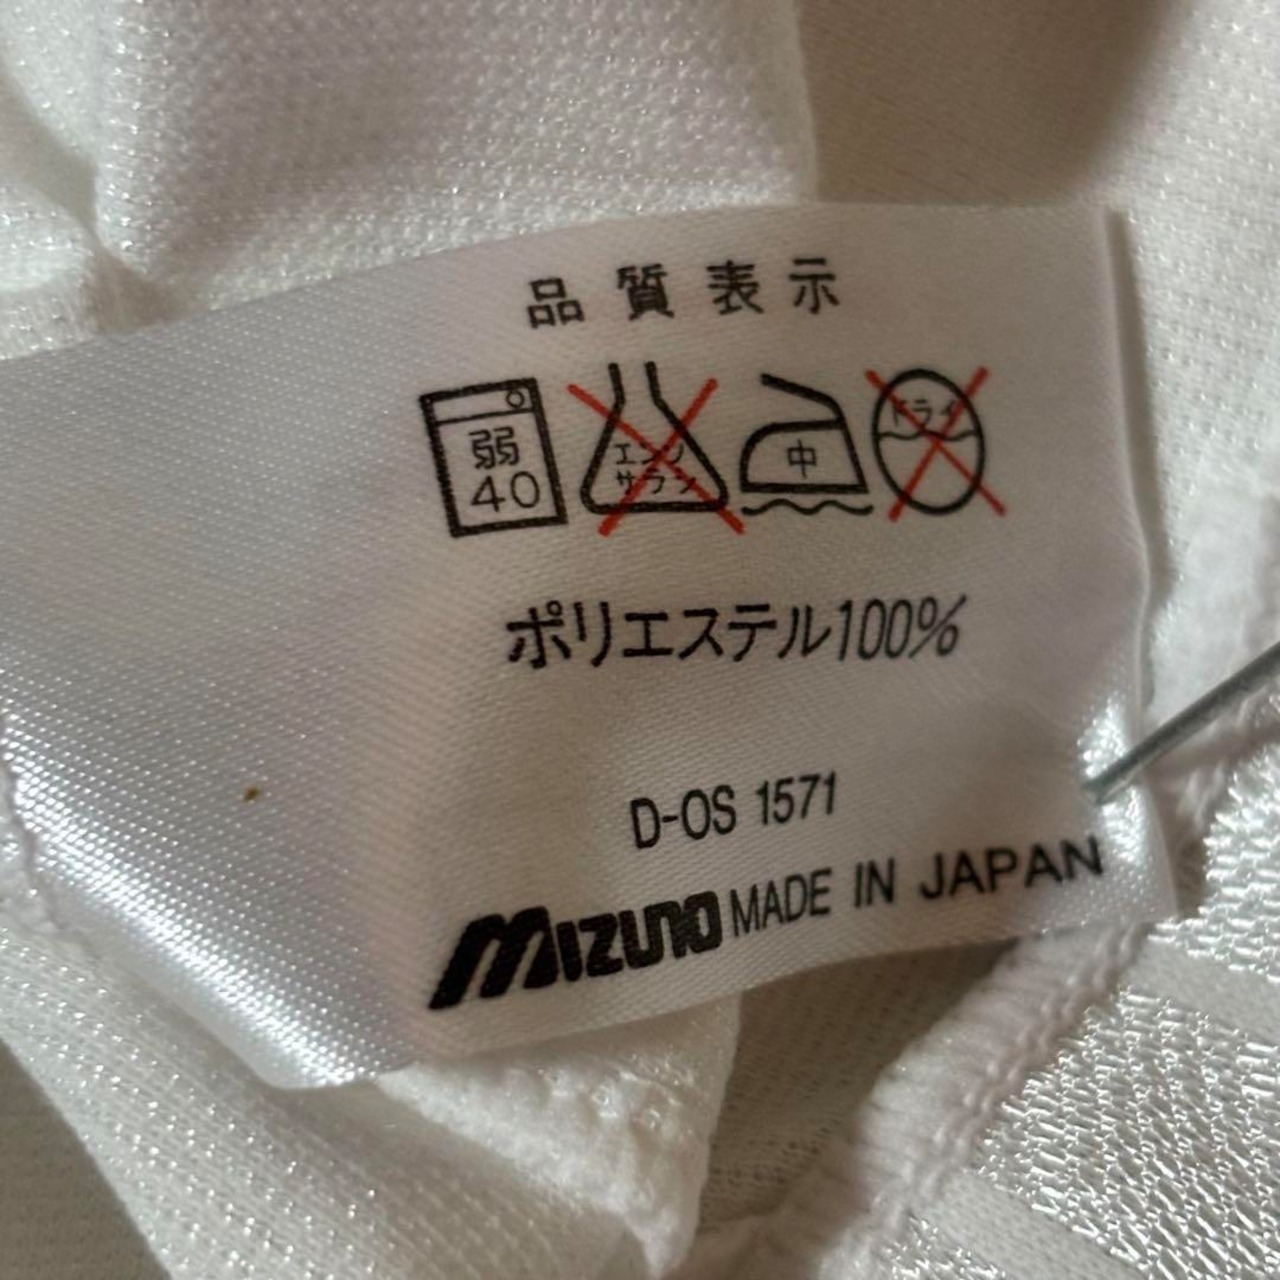 品質表示
弱
40
エンソ
サラシ
中
ドライ
ポリエステル100%
D-OS 1571
MIZUNO MADE IN JAPAN